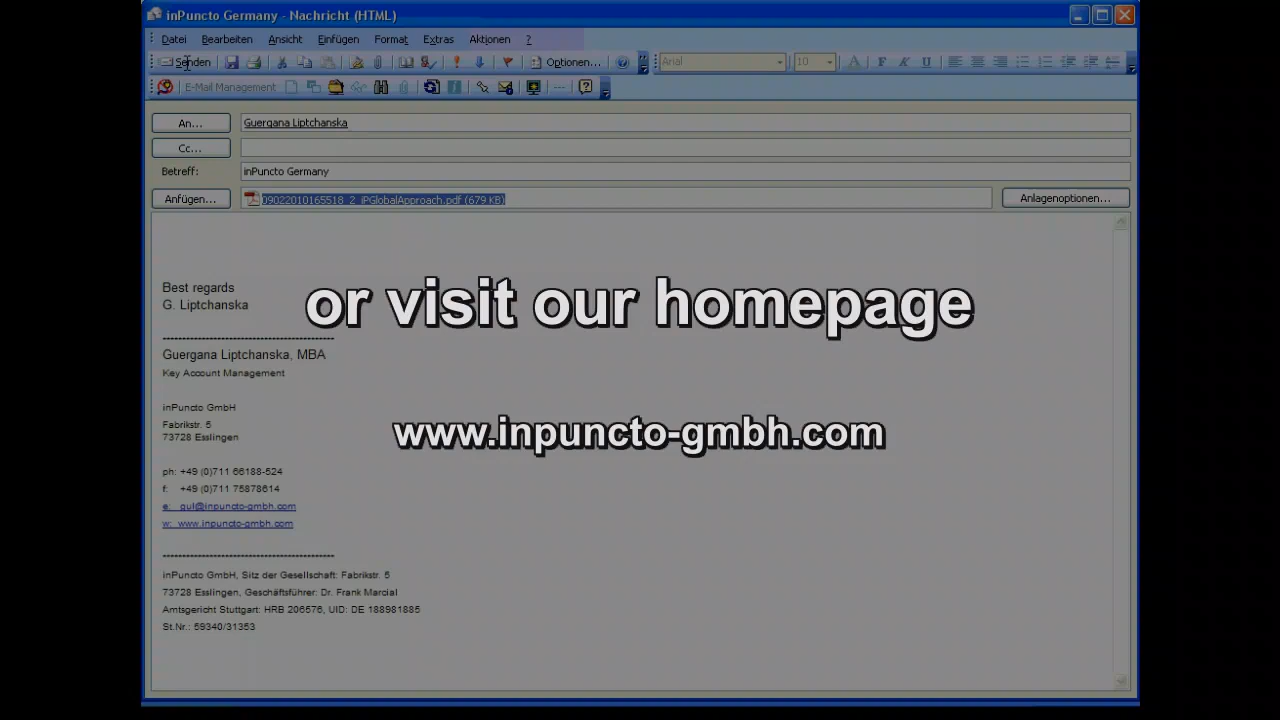 inPuncto Germany - Nachricht (HTML)
Datei Bearbeiten Ansicht Einfügen Format Extras Aktionen ?
Senden Optionen... Arial 10 A F K U
E-Mail Management
An... Guergana Liptchanska
Cc...
Betreff: inPuncto Germany
Anfügen... 09022010165518_2_iPGlobalApproach.pdf (679 KB) Anlagenoptionen...
Best regards
G. Liptchanska
or visit our homepage
Guergana Liptchanska, MBA
Key Account Management
inPuncto GmbH
Fabrikstr. 5
73728 Esslingen
www.inpuncto-gmbh.com
ph: +49 (0)711 66188-524
f: +49 (0)711 75878614
e: gul@inpuncto-gmbh.com
w: www.inpuncto-gmbh.com
inPuncto GmbH, Sitz der Gesellschaft: Fabrikstr. 5
73728 Esslingen, Geschäftsführer: Dr. Frank Marcial
Amtsgericht Stuttgart: HRB 206576, UID: DE 188981885
St.Nr.: 59340/31353